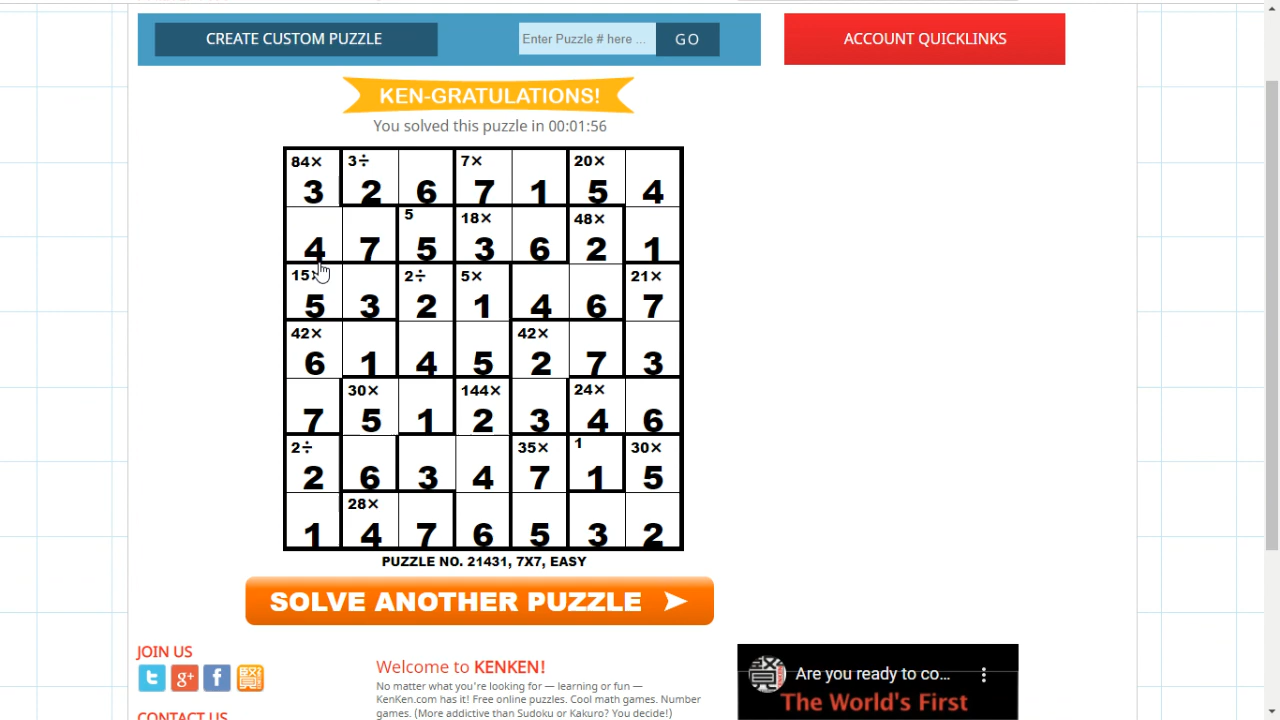 CREATE CUSTOM PUZZLE
Enter Puzzle # here ...
GO
ACCOUNT QUICKLINKS
KEN-GRATULATIONS!
You solved this puzzle in 00:01:56
84× 3÷ 7× 20×
3 2 6 7 1 5 4
5 18× 48×
4 7 5 3 6 2 1
15× 2÷ 5× 21×
5 3 2 1 4 6 7
42× 42×
6 1 4 5 2 7 3
30× 144× 24×
7 5 1 2 3 4 6
2÷ 35× 1 30×
2 6 3 4 7 1 5
28×
1 4 7 6 5 3 2
PUZZLE NO. 21431, 7X7, EASY
SOLVE ANOTHER PUZZLE
JOIN US
Welcome to KENKEN!
No matter what you're looking for — learning or fun —
KenKen.com has it! Free online puzzles. Cool math games. Number
games. (More addictive than Sudoku or Kakuro? You decide!)
CONTACT US
Are you ready to co...
The World's First